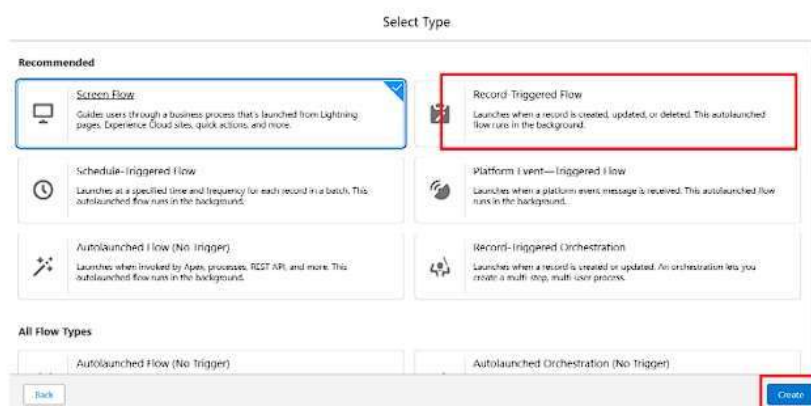 Select Type
Recommended
Screen Flow
Guides users through a business process that's launched from Lightning
pages, Experience Cloud sites, quick actions, and more.
Record-Triggered Flow
Launches when a record is created, updated, or deleted. This autolaunched
flow runs in the background.
Schedule-Triggered Flow
Launches at a specified time and frequency for each record in a batch. This
autolaunched flow runs in the background.
Platform Event—Triggered Flow
Launches when a platform event message is received. This autolaunched flow
runs in the background.
Autolaunched Flow (No Trigger)
Launches when invoked by Apex, processes, REST API, and more. This
autolaunched flow runs in the background.
Record-Triggered Orchestration
Launches when a record is created or updated. An orchestration lets you
create a multi-step, multi-user process.
All Flow Types
Autolaunched Flow (No Trigger)
Autolaunched Orchestration (No Trigger)
Back
Create